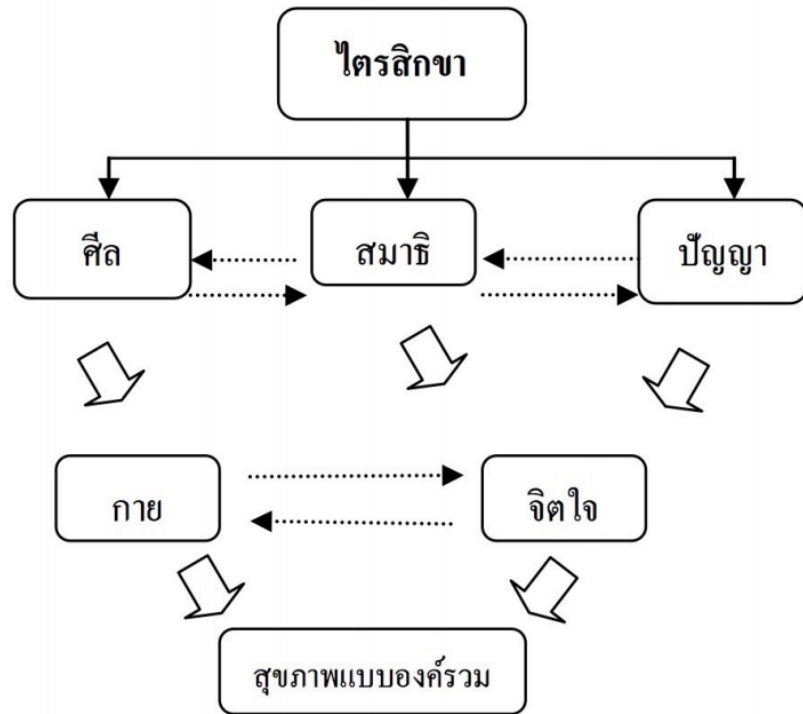 ไตรสิกขา
ศีล
สมาธิ
ปัญญา
กาย
จิตใจ
สุขภาพแบบองค์รวม